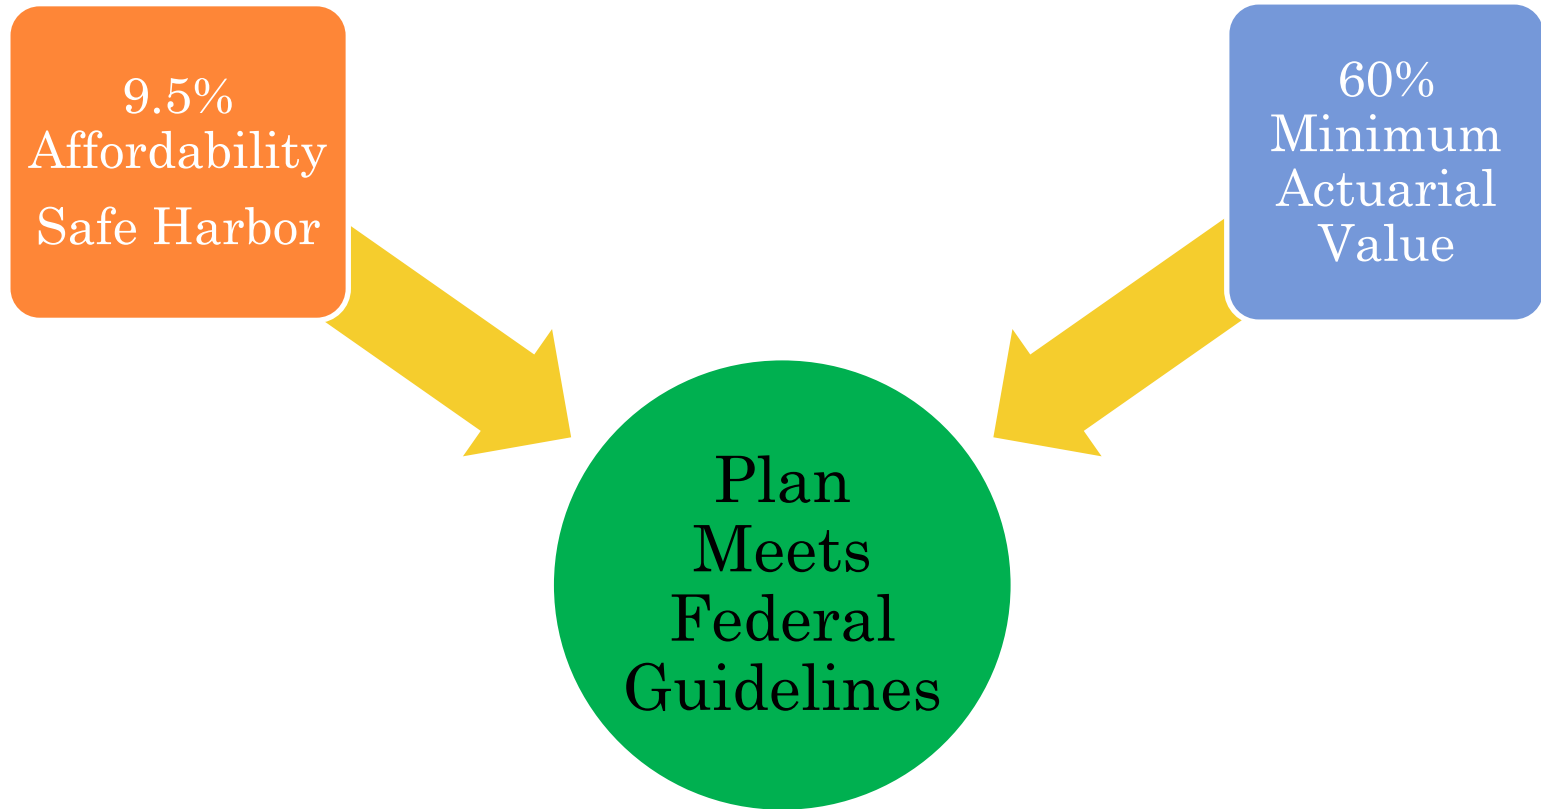 9.5%
Affordability
Safe Harbor
60%
Minimum
Actuarial
Value
Plan
Meets
Federal
Guidelines